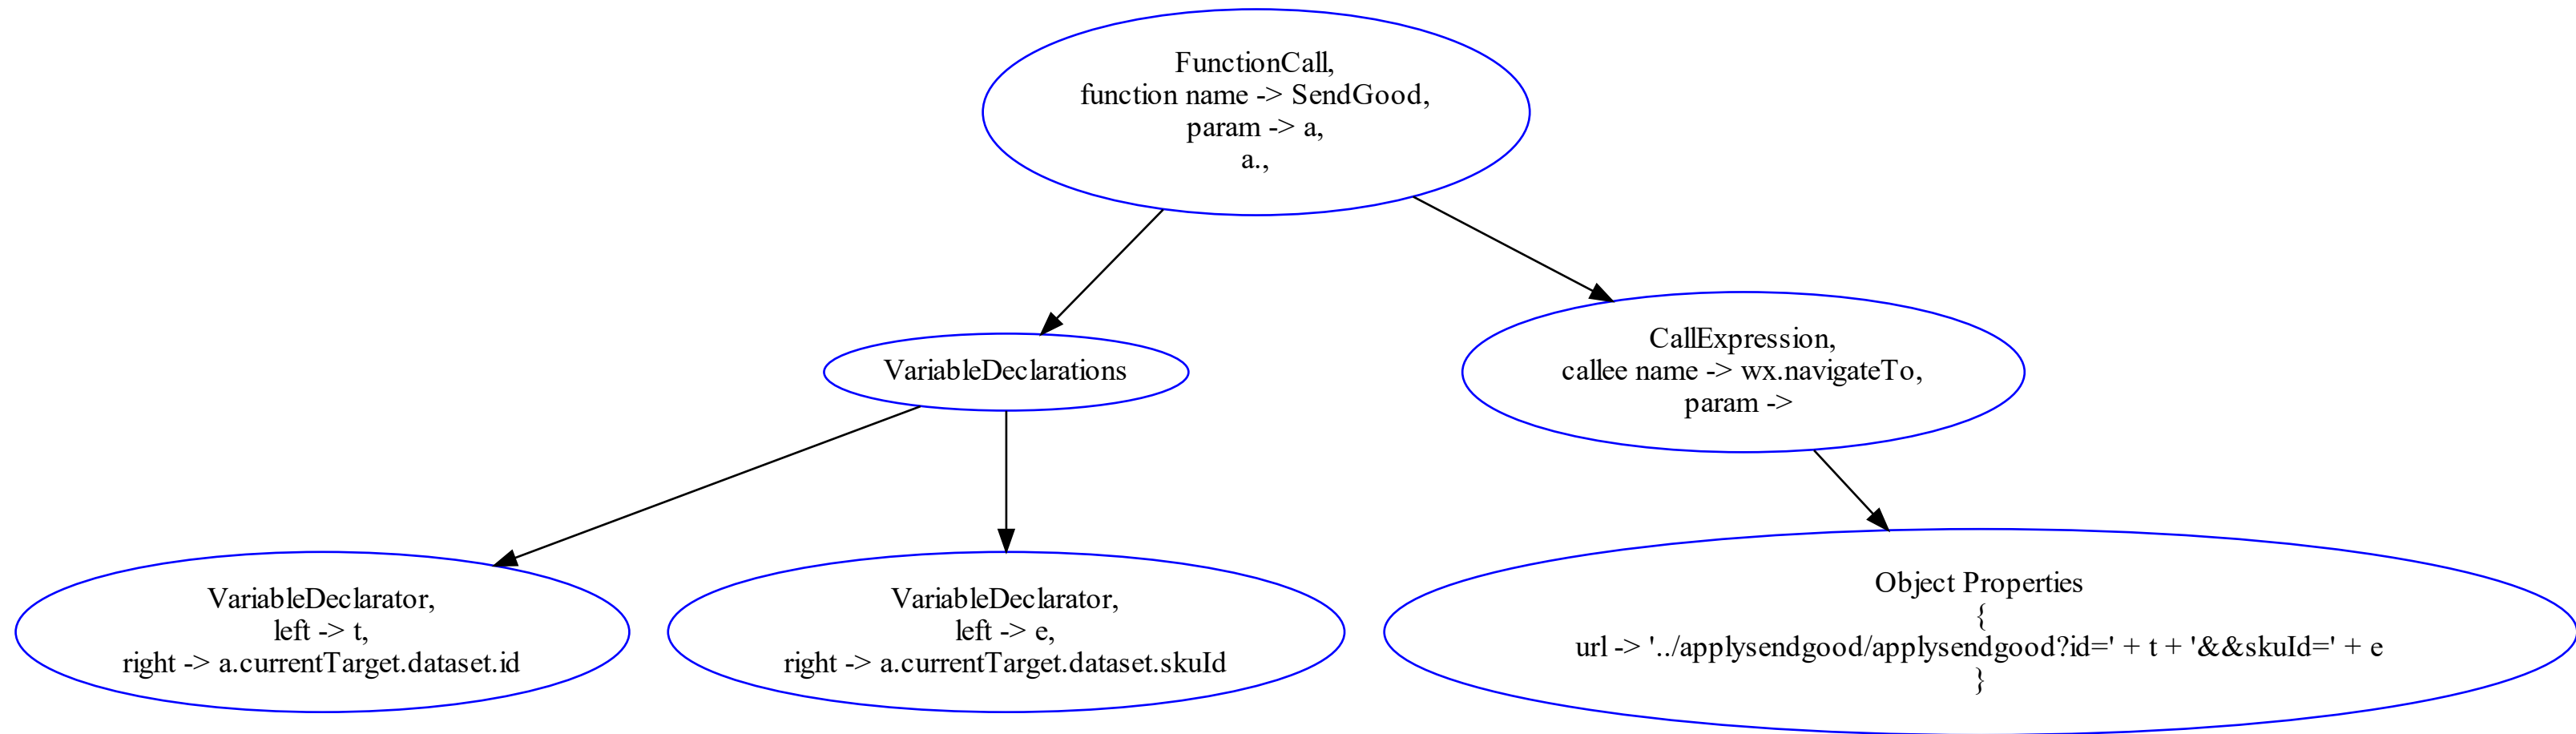 FunctionCall,
function name -> SendGood,
param -> a,
a.,
VariableDeclarations
CallExpression,
callee name -> wx.navigateTo,
param ->
VariableDeclarator,
left -> t,
right -> a.currentTarget.dataset.id
VariableDeclarator,
left -> e,
right -> a.currentTarget.dataset.skuId
Object Properties
{
url -> '../applysendgood/applysendgood?id=' + t + '&&skuId=' + e
}